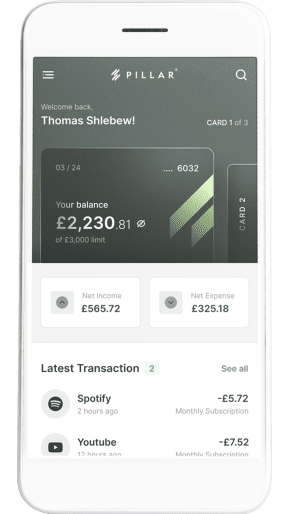 PILLAR
Welcome back,
Thomas Shlebew!
CARD 1 of 3
03 / 24
.... 6032
Your balance
£2,230.81
of £3,000 limit
CARD 2
Net Income
£565.72
Net Expense
£325.18
Latest Transaction 2
See all
Spotify
-£5.72
2 hours ago
Monthly Subscription
Youtube
-£7.52
12 hours ago
Monthly Subscription